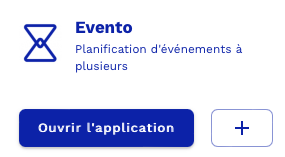 Evento
Planification d'événements à
plusieurs
Ouvrir l'application
+